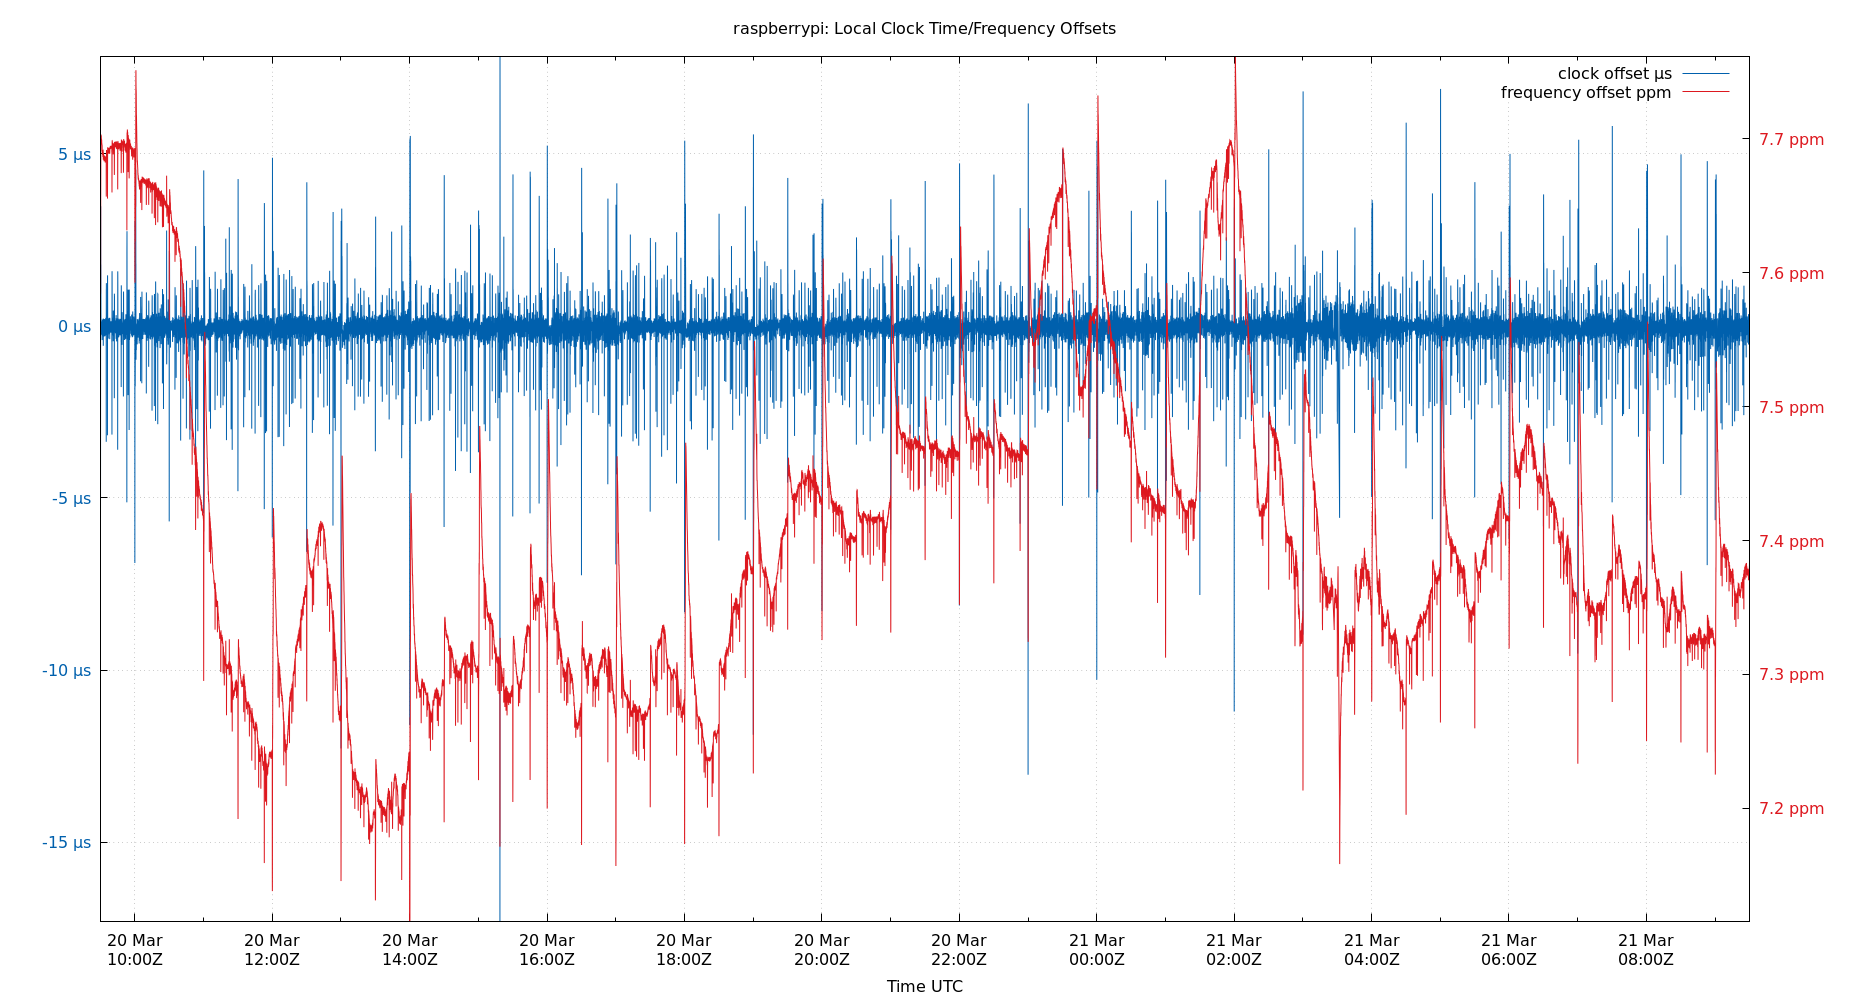 raspberrypi: Local Clock Time/Frequency Offsets
clock offset µs
frequency offset ppm
5 µs
0 µs
-5 µs
-10 µs
-15 µs
7.7 ppm
7.6 ppm
7.5 ppm
7.4 ppm
7.3 ppm
7.2 ppm
20 Mar 20 Mar 20 Mar 20 Mar 20 Mar 20 Mar 20 Mar 21 Mar 21 Mar 21 Mar 21 Mar 21 Mar
10:00Z 12:00Z 14:00Z 16:00Z 18:00Z 20:00Z 22:00Z 00:00Z 02:00Z 04:00Z 06:00Z 08:00Z
Time UTC